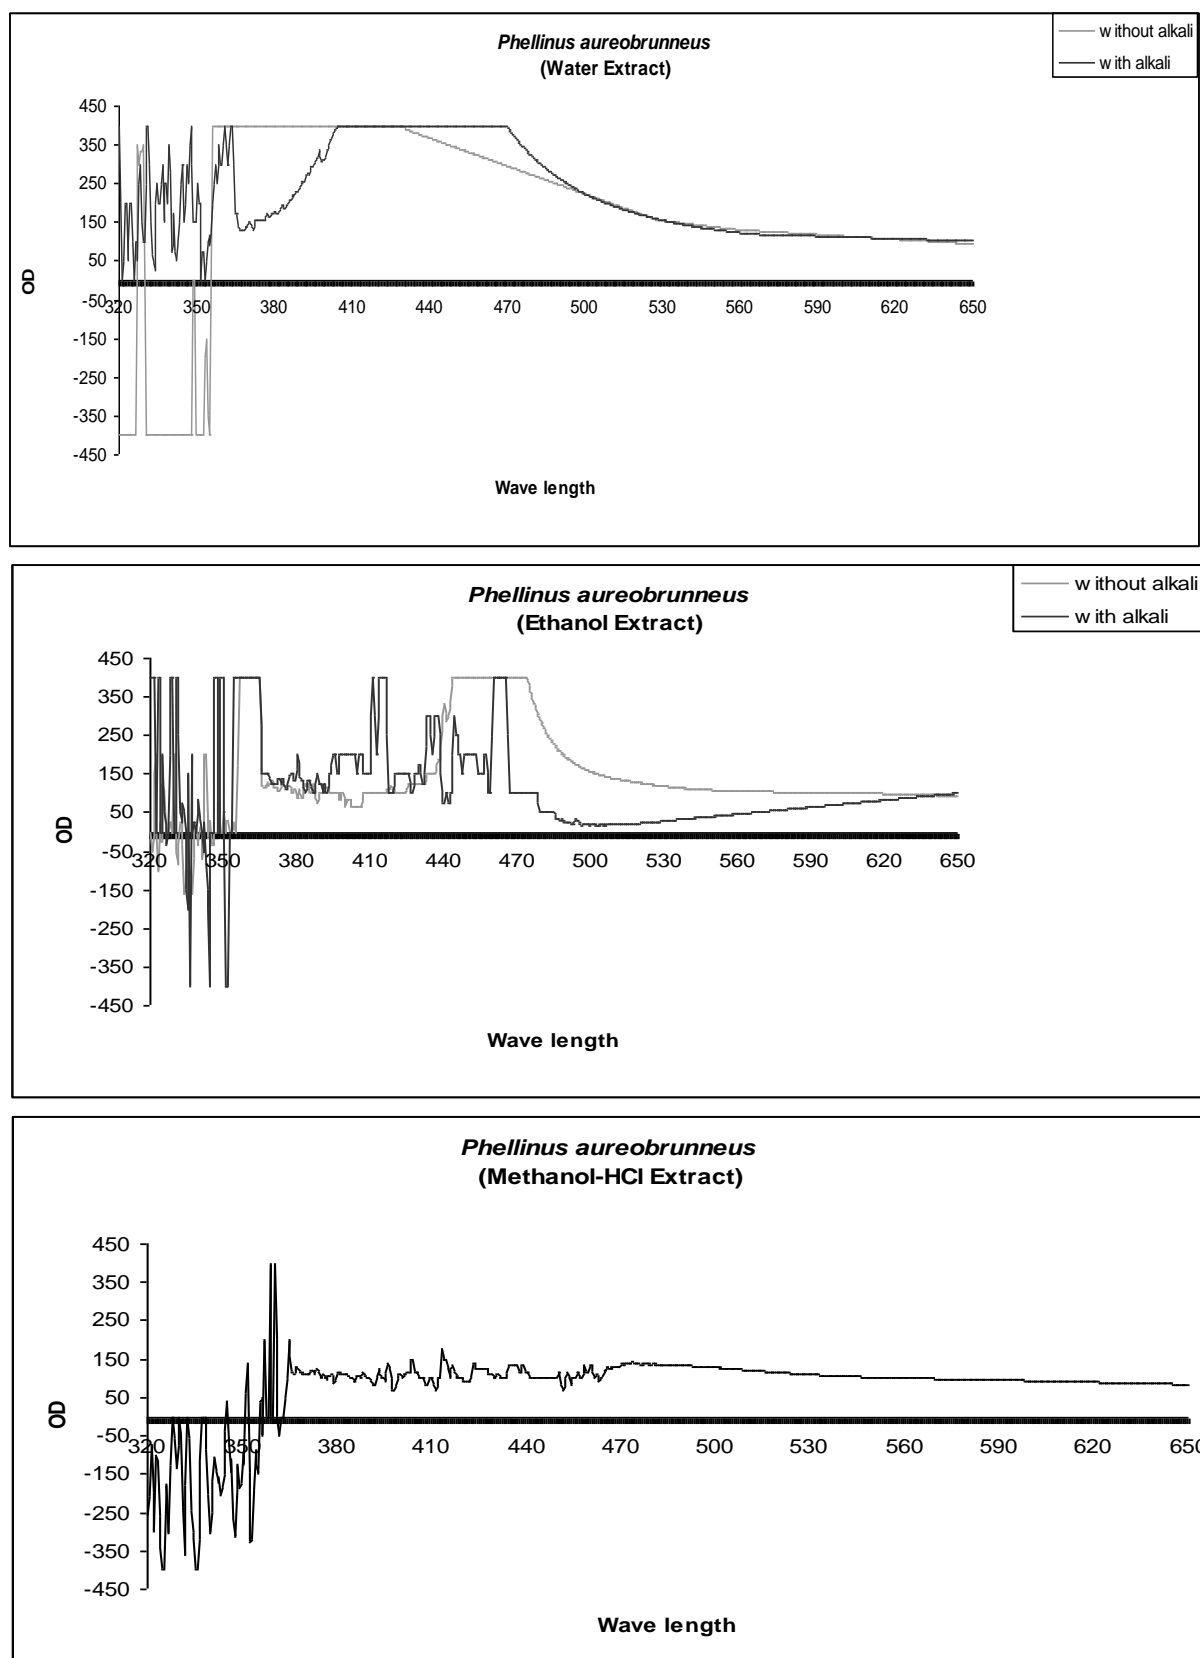 without alkali
with alkali
Phellinus aureobrunneus
(Water Extract)
450
350
250
150
50
-50
-150
-250
-350
-450
OD
320 350 380 410 440 470 500 530 560 590 620 650
Wave length
without alkali
with alkali
Phellinus aureobrunneus
(Ethanol Extract)
450
350
250
150
50
-50
-150
-250
-350
-450
OD
320 350 380 410 440 470 500 530 560 590 620 650
Wave length
Phellinus aureobrunneus
(Methanol-HCl Extract)
450
350
250
150
50
-50
-150
-250
-350
-450
OD
320 350 380 410 440 470 500 530 560 590 620 650
Wave length